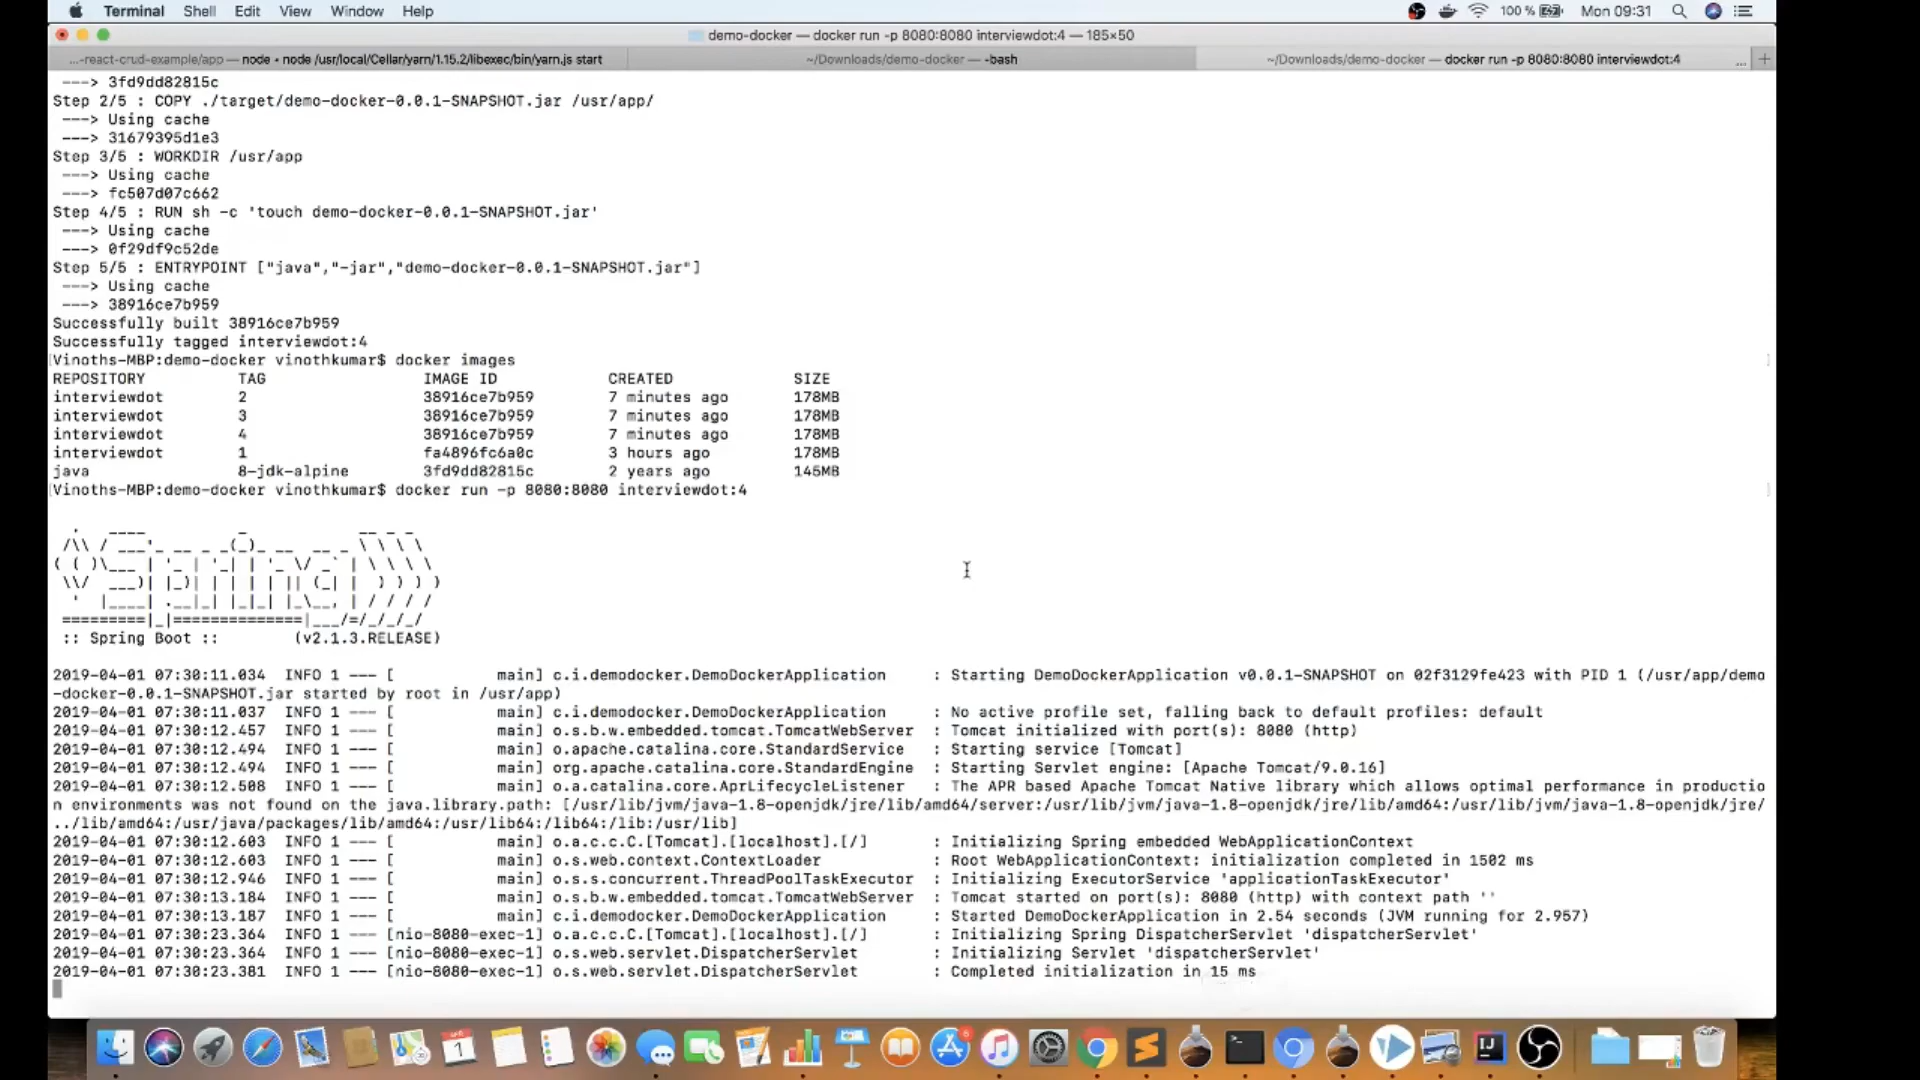 Terminal Shell Edit View Window Help 100 % Mon 09:31
demo-docker — docker run -p 8080:8080 interviewdot:4 — 185×50
...-react-crud-example/app — node • node /usr/local/Cellar/yarn/1.15.2/libexec/bin/yarn.js start ~/Downloads/demo-docker — -bash ~/Downloads/demo-docker — docker run -p 8080:8080 interviewdot:4 ... +
---> 3fd9dd82815c
Step 2/5 : COPY ./target/demo-docker-0.0.1-SNAPSHOT.jar /usr/app/
---> Using cache
---> 31679395d1e3
Step 3/5 : WORKDIR /usr/app
---> Using cache
---> fc507d07c662
Step 4/5 : RUN sh -c 'touch demo-docker-0.0.1-SNAPSHOT.jar'
---> Using cache
---> 0f29df9c52de
Step 5/5 : ENTRYPOINT ["java","-jar","demo-docker-0.0.1-SNAPSHOT.jar"]
---> Using cache
---> 38916ce7b959
Successfully built 38916ce7b959
Successfully tagged interviewdot:4
[Vinoths-MBP:demo-docker vinothkumar$ docker images ]
REPOSITORY TAG IMAGE ID CREATED SIZE
interviewdot 2 38916ce7b959 7 minutes ago 178MB
interviewdot 3 38916ce7b959 7 minutes ago 178MB
interviewdot 4 38916ce7b959 7 minutes ago 178MB
interviewdot 1 fa4896fc6a0c 3 hours ago 178MB
java 8-jdk-alpine 3fd9dd82815c 2 years ago 145MB
[Vinoths-MBP:demo-docker vinothkumar$ docker run -p 8080:8080 interviewdot:4 ]
:: Spring Boot :: (v2.1.3.RELEASE)
2019-04-01 07:30:11.034 INFO 1 --- [ main] c.i.demodocker.DemoDockerApplication : Starting DemoDockerApplication v0.0.1-SNAPSHOT on 02f3129fe423 with PID 1 (/usr/app/demo
-docker-0.0.1-SNAPSHOT.jar started by root in /usr/app)
2019-04-01 07:30:11.037 INFO 1 --- [ main] c.i.demodocker.DemoDockerApplication : No active profile set, falling back to default profiles: default
2019-04-01 07:30:12.457 INFO 1 --- [ main] o.s.b.w.embedded.tomcat.TomcatWebServer : Tomcat initialized with port(s): 8080 (http)
2019-04-01 07:30:12.494 INFO 1 --- [ main] o.apache.catalina.core.StandardService : Starting service [Tomcat]
2019-04-01 07:30:12.494 INFO 1 --- [ main] org.apache.catalina.core.StandardEngine : Starting Servlet engine: [Apache Tomcat/9.0.16]
2019-04-01 07:30:12.508 INFO 1 --- [ main] o.a.catalina.core.AprLifecycleListener : The APR based Apache Tomcat Native library which allows optimal performance in productio
n environments was not found on the java.library.path: [/usr/lib/jvm/java-1.8-openjdk/jre/lib/amd64/server:/usr/lib/jvm/java-1.8-openjdk/jre/lib/amd64:/usr/lib/jvm/java-1.8-openjdk/jre/
../lib/amd64:/usr/java/packages/lib/amd64:/usr/lib64:/lib64:/lib:/usr/lib]
2019-04-01 07:30:12.603 INFO 1 --- [ main] o.a.c.c.C.[Tomcat].[localhost].[/] : Initializing Spring embedded WebApplicationContext
2019-04-01 07:30:12.603 INFO 1 --- [ main] o.s.web.context.ContextLoader : Root WebApplicationContext: initialization completed in 1502 ms
2019-04-01 07:30:12.946 INFO 1 --- [ main] o.s.s.concurrent.ThreadPoolTaskExecutor : Initializing ExecutorService 'applicationTaskExecutor'
2019-04-01 07:30:13.184 INFO 1 --- [ main] o.s.b.w.embedded.tomcat.TomcatWebServer : Tomcat started on port(s): 8080 (http) with context path ''
2019-04-01 07:30:13.187 INFO 1 --- [ main] c.i.demodocker.DemoDockerApplication : Started DemoDockerApplication in 2.54 seconds (JVM running for 2.957)
2019-04-01 07:30:23.364 INFO 1 --- [nio-8080-exec-1] o.a.c.c.C.[Tomcat].[localhost].[/] : Initializing Spring DispatcherServlet 'dispatcherServlet'
2019-04-01 07:30:23.364 INFO 1 --- [nio-8080-exec-1] o.s.web.servlet.DispatcherServlet : Initializing Servlet 'dispatcherServlet'
2019-04-01 07:30:23.381 INFO 1 --- [nio-8080-exec-1] o.s.web.servlet.DispatcherServlet : Completed initialization in 15 ms